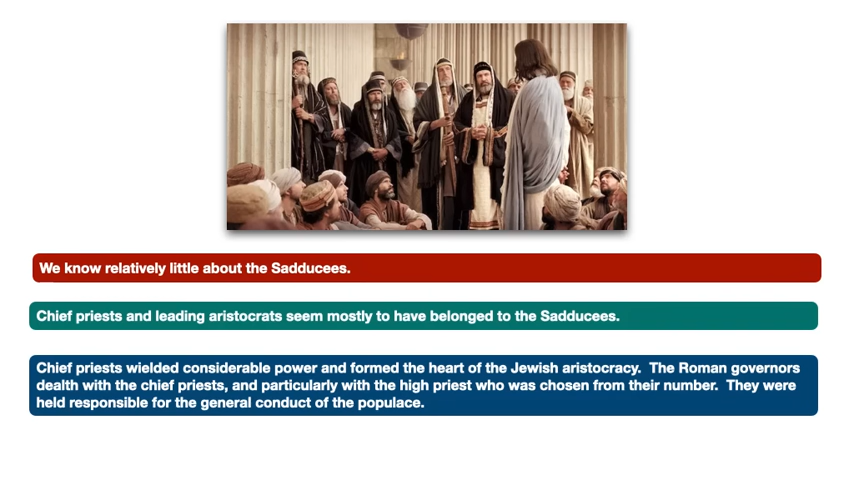 We know relatively little about the Sadducees.
Chief priests and leading aristocrats seem mostly to have belonged to the Sadducees.
Chief priests wielded considerable power and formed the heart of the Jewish aristocracy.  The Roman governors
dealth with the chief priests, and particularly with the high priest who was chosen from their number.  They were
held responsible for the general conduct of the populace.